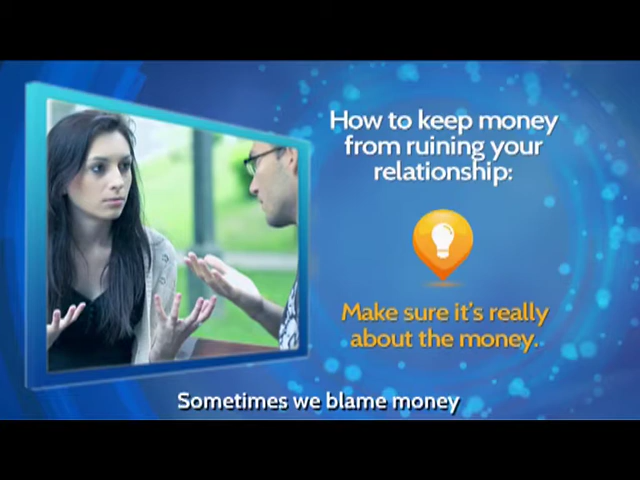 How to keep money
from ruining your
relationship:
Make sure it's really
about the money.
Sometimes we blame money